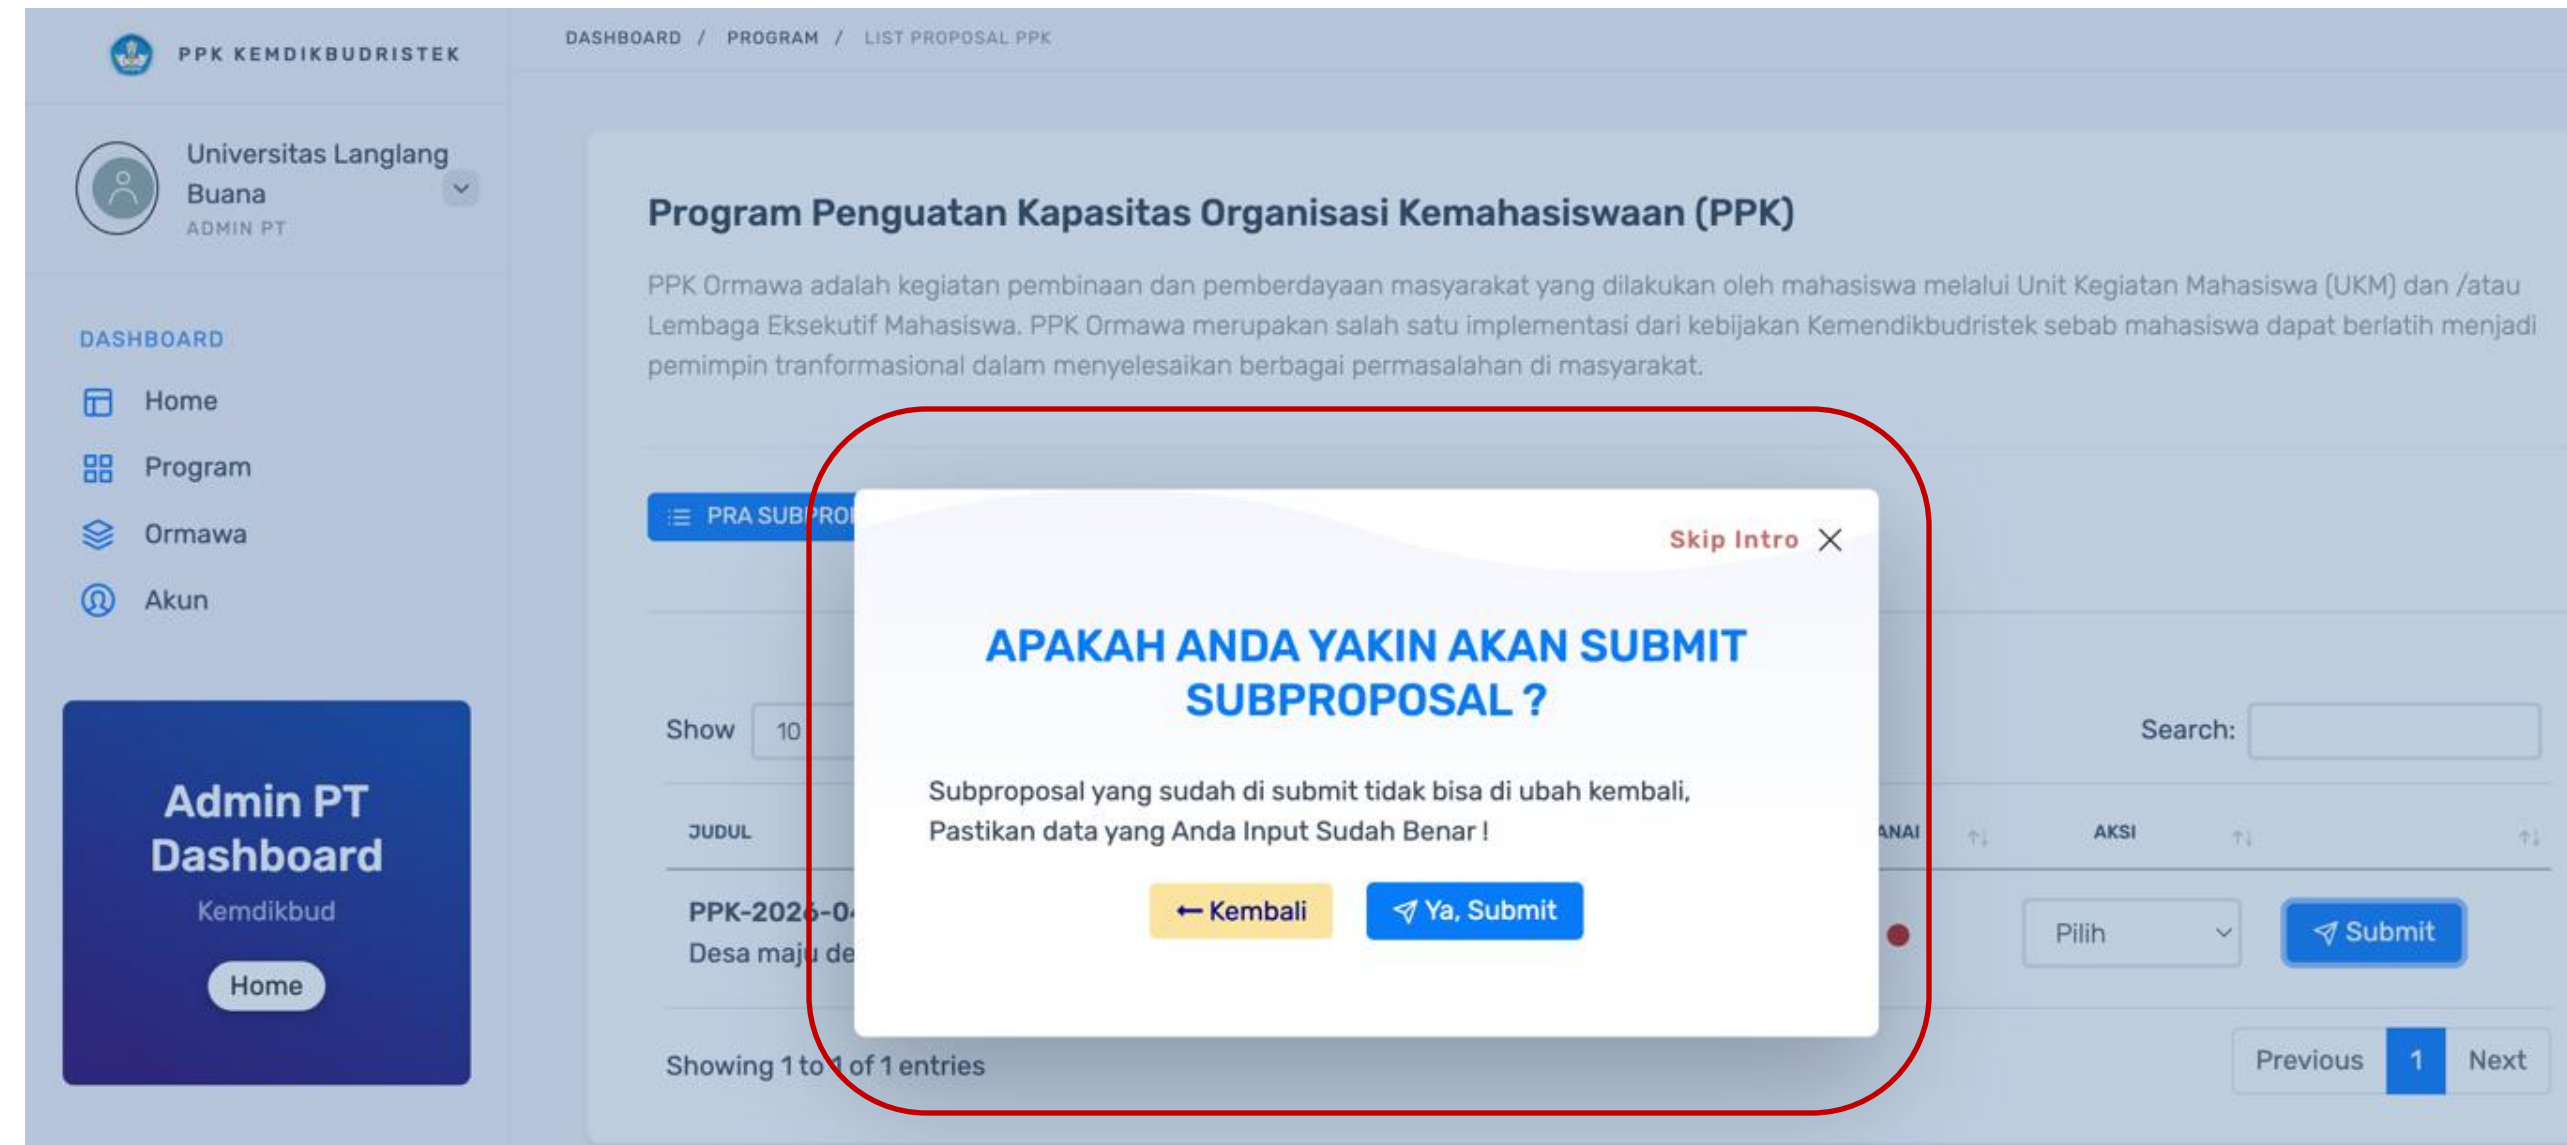 PPK KEMDIKBUDRISTEK
DASHBOARD / PROGRAM / LIST PROPOSAL PPK
Universitas Langlang
Buana
ADMIN PT
DASHBOARD
Home
Program
Ormawa
Akun
Admin PT
Dashboard
Kemdikbud
Home
Program Penguatan Kapasitas Organisasi Kemahasiswaan (PPK)
PPK Ormawa adalah kegiatan pembinaan dan pemberdayaan masyarakat yang dilakukan oleh mahasiswa melalui Unit Kegiatan Mahasiswa (UKM) dan /atau
Lembaga Eksekutif Mahasiswa. PPK Ormawa merupakan salah satu implementasi dari kebijakan Kemendikbudristek sebab mahasiswa dapat berlatih menjadi
pemimpin tranformasional dalam menyelesaikan berbagai permasalahan di masyarakat.
PRA
Skip Intro
APAKAH ANDA YAKIN AKAN SUBMIT
SUBPROPOSAL ?
Subproposal yang sudah di submit tidak bisa di ubah kembali,
Pastikan data yang Anda Input Sudah Benar !
Kembali
Ya, Submit
Show 10
Search:
JUDUL
AKSI
PPK-2026-0
Desa maju
Pilih
Submit
Showing 1 to 1 of 1 entries
Previous 1 Next